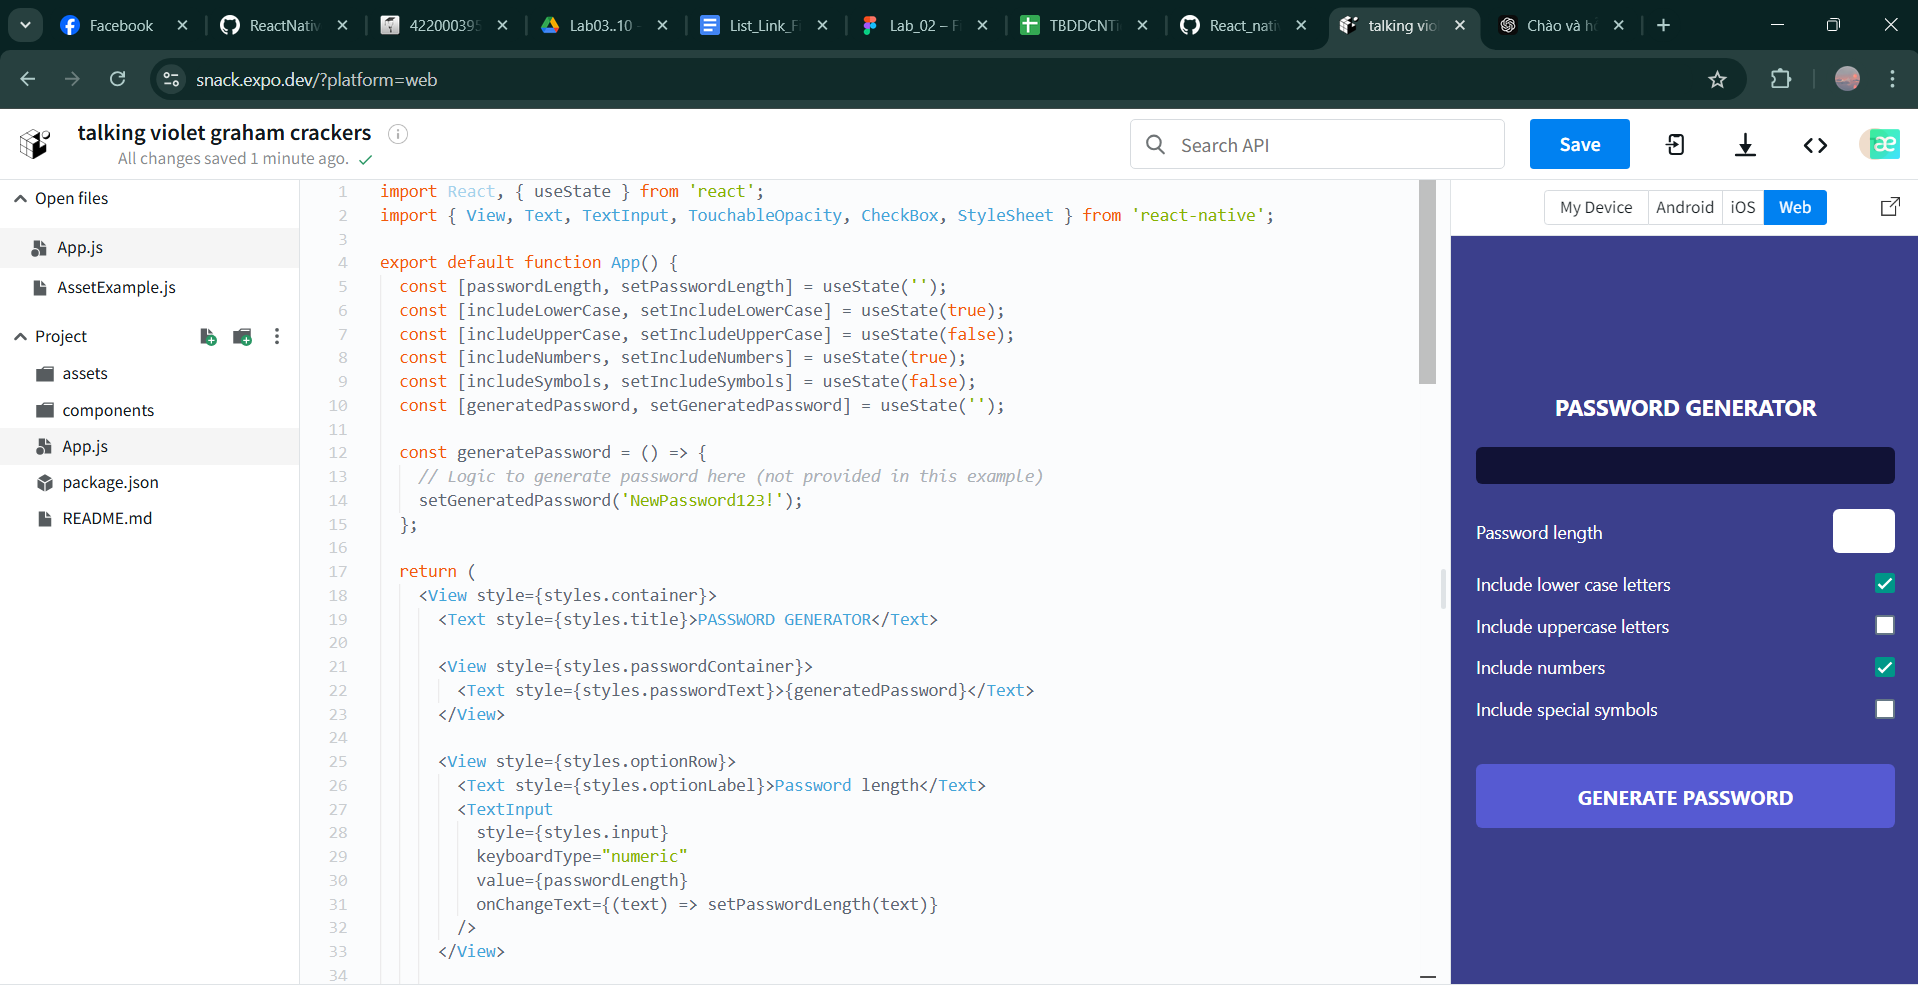 Facebook
ReactNativ
422000395
Lab03..10 -
List_Link_Fi
Lab_02 – Fi
TBDDCNTi
React_nati
talking vio
Chào và hỏ
snack.expo.dev/?platform=web
talking violet graham crackers
All changes saved 1 minute ago.
Search API
Save
æ
Open files
App.js
AssetExample.js
Project
assets
components
App.js
package.json
README.md
1 import React, { useState } from 'react';
2 import { View, Text, TextInput, TouchableOpacity, CheckBox, StyleSheet } from 'react-native';
3
4 export default function App() {
5 const [passwordLength, setPasswordLength] = useState('');
6 const [includeLowerCase, setIncludeLowerCase] = useState(true);
7 const [includeUpperCase, setIncludeUpperCase] = useState(false);
8 const [includeNumbers, setIncludeNumbers] = useState(true);
9 const [includeSymbols, setIncludeSymbols] = useState(false);
10 const [generatedPassword, setGeneratedPassword] = useState('');
11
12 const generatePassword = () => {
13 // Logic to generate password here (not provided in this example)
14 setGeneratedPassword('NewPassword123!');
15 };
16
17 return (
18 <View style={styles.container}>
19 <Text style={styles.title}>PASSWORD GENERATOR</Text>
20
21 <View style={styles.passwordContainer}>
22 <Text style={styles.passwordText}>{generatedPassword}</Text>
23 </View>
24
25 <View style={styles.optionRow}>
26 <Text style={styles.optionLabel}>Password length</Text>
27 <TextInput
28 style={styles.input}
29 keyboardType="numeric"
30 value={passwordLength}
31 onChangeText={(text) => setPasswordLength(text)}
32 />
33 </View>
34
My Device
Android
iOS
Web
PASSWORD GENERATOR
Password length
Include lower case letters
Include uppercase letters
Include numbers
Include special symbols
GENERATE PASSWORD